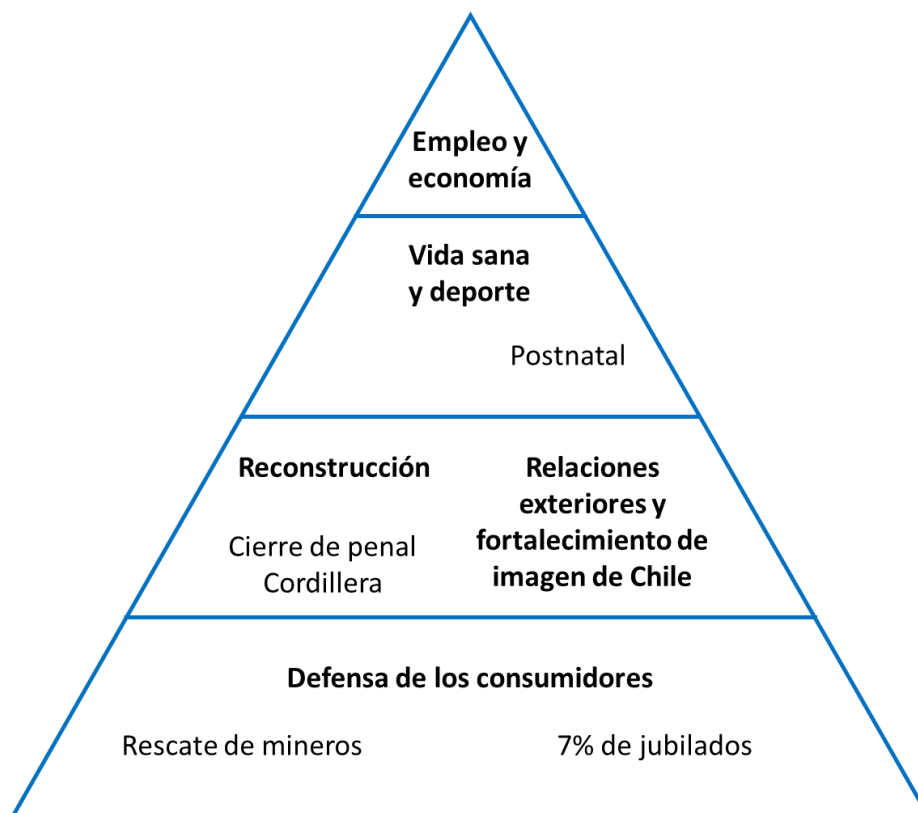 Empleo y
economía
Vida sana
y deporte
Postnatal
Reconstrucción
Cierre de penal
Cordillera
Relaciones
exteriores y
fortalecimiento de
imagen de Chile
Defensa de los consumidores
Rescate de mineros
7% de jubilados